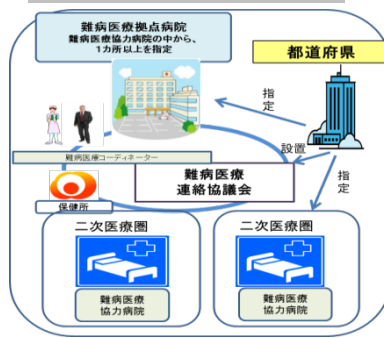 難病医療拠点病院
難病医療協力病院の中から、
1カ所以上を指定
都道府県
指定
設置
難病医療コーディネーター
難病医療
連絡協議会
指定
保健所
二次医療圏
難病医療
協力病院
二次医療圏
難病医療
協力病院